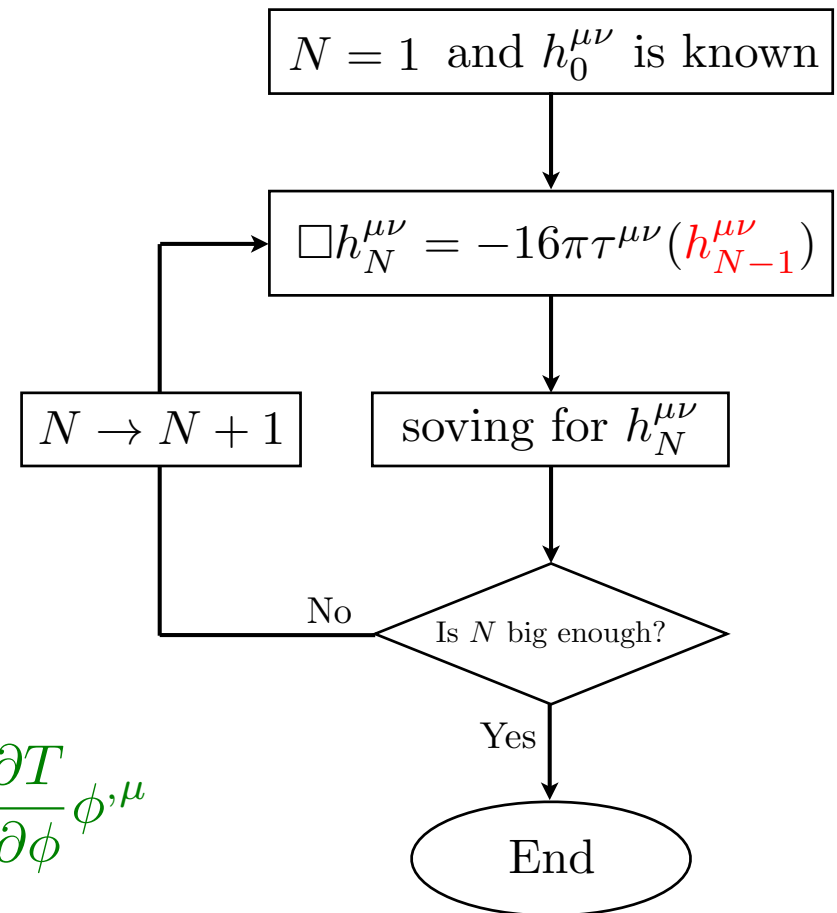 N = 1 and h_0^{μν} is known
□h_N^{μν} = −16πτ^{μν}(h_{N−1}^{μν})
N → N + 1
soving for h_N^{μν}
No
Is N big enough?
Yes
∂T/∂φ φ^{,μ}
End